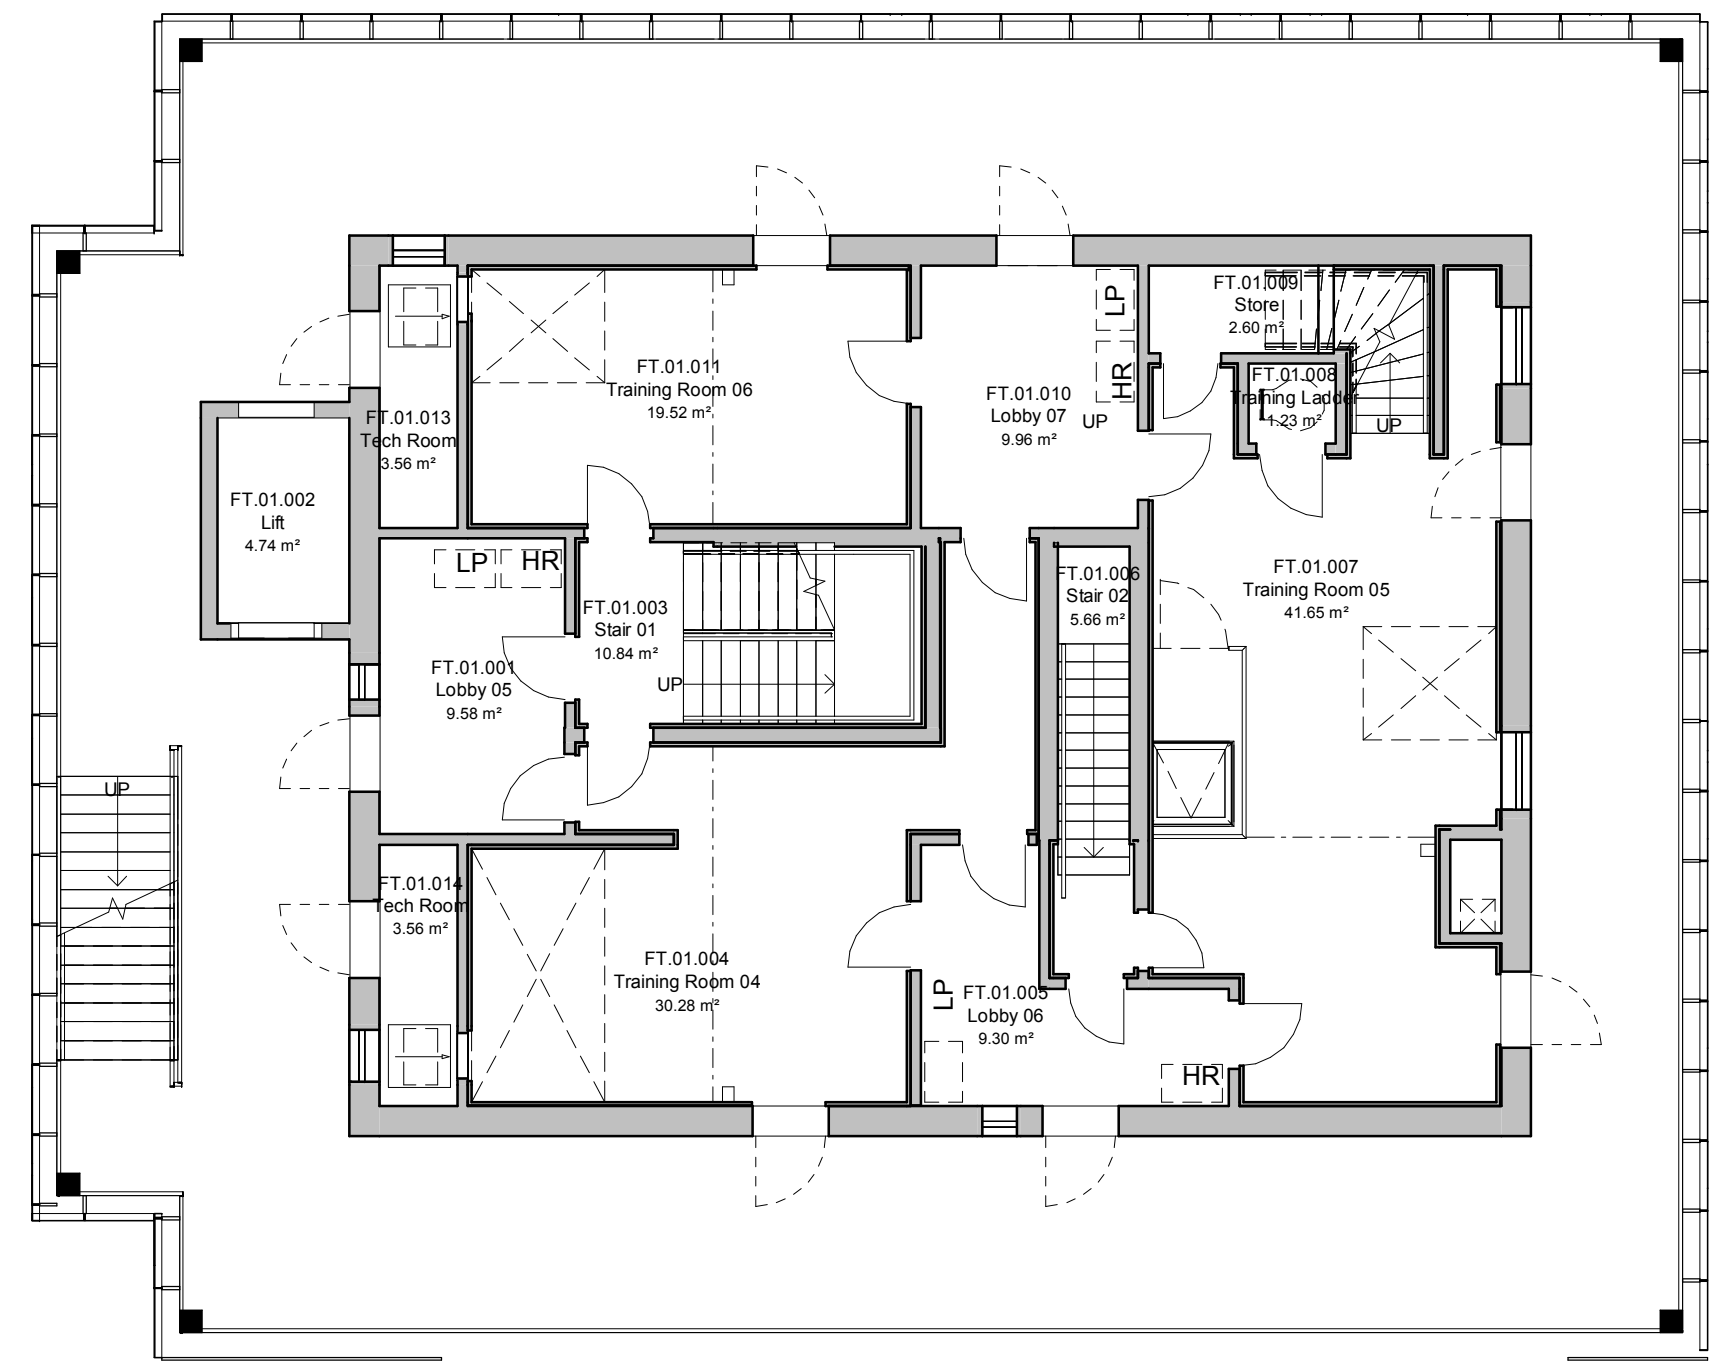 FT.01.009
Store
2.60 m²
LP
HR
FT.01.011
Training Room 06
19.52 m²
FT.01.008
Training Ladder
1.23 m²
FT.01.010
Lobby 07
9.96 m²
UP
UP
FT.01.013
Tech Room
3.56 m²
FT.01.002
Lift
4.74 m²
LP
HR
FT.01.003
Stair 01
10.84 m²
UP
FT.01.006
Stair 02
5.66 m²
FT.01.007
Training Room 05
41.65 m²
FT.01.001
Lobby 05
9.58 m²
UP
FT.01.014
Tech Room
3.56 m²
FT.01.004
Training Room 04
30.28 m²
LP
FT.01.005
Lobby 06
9.30 m²
HR